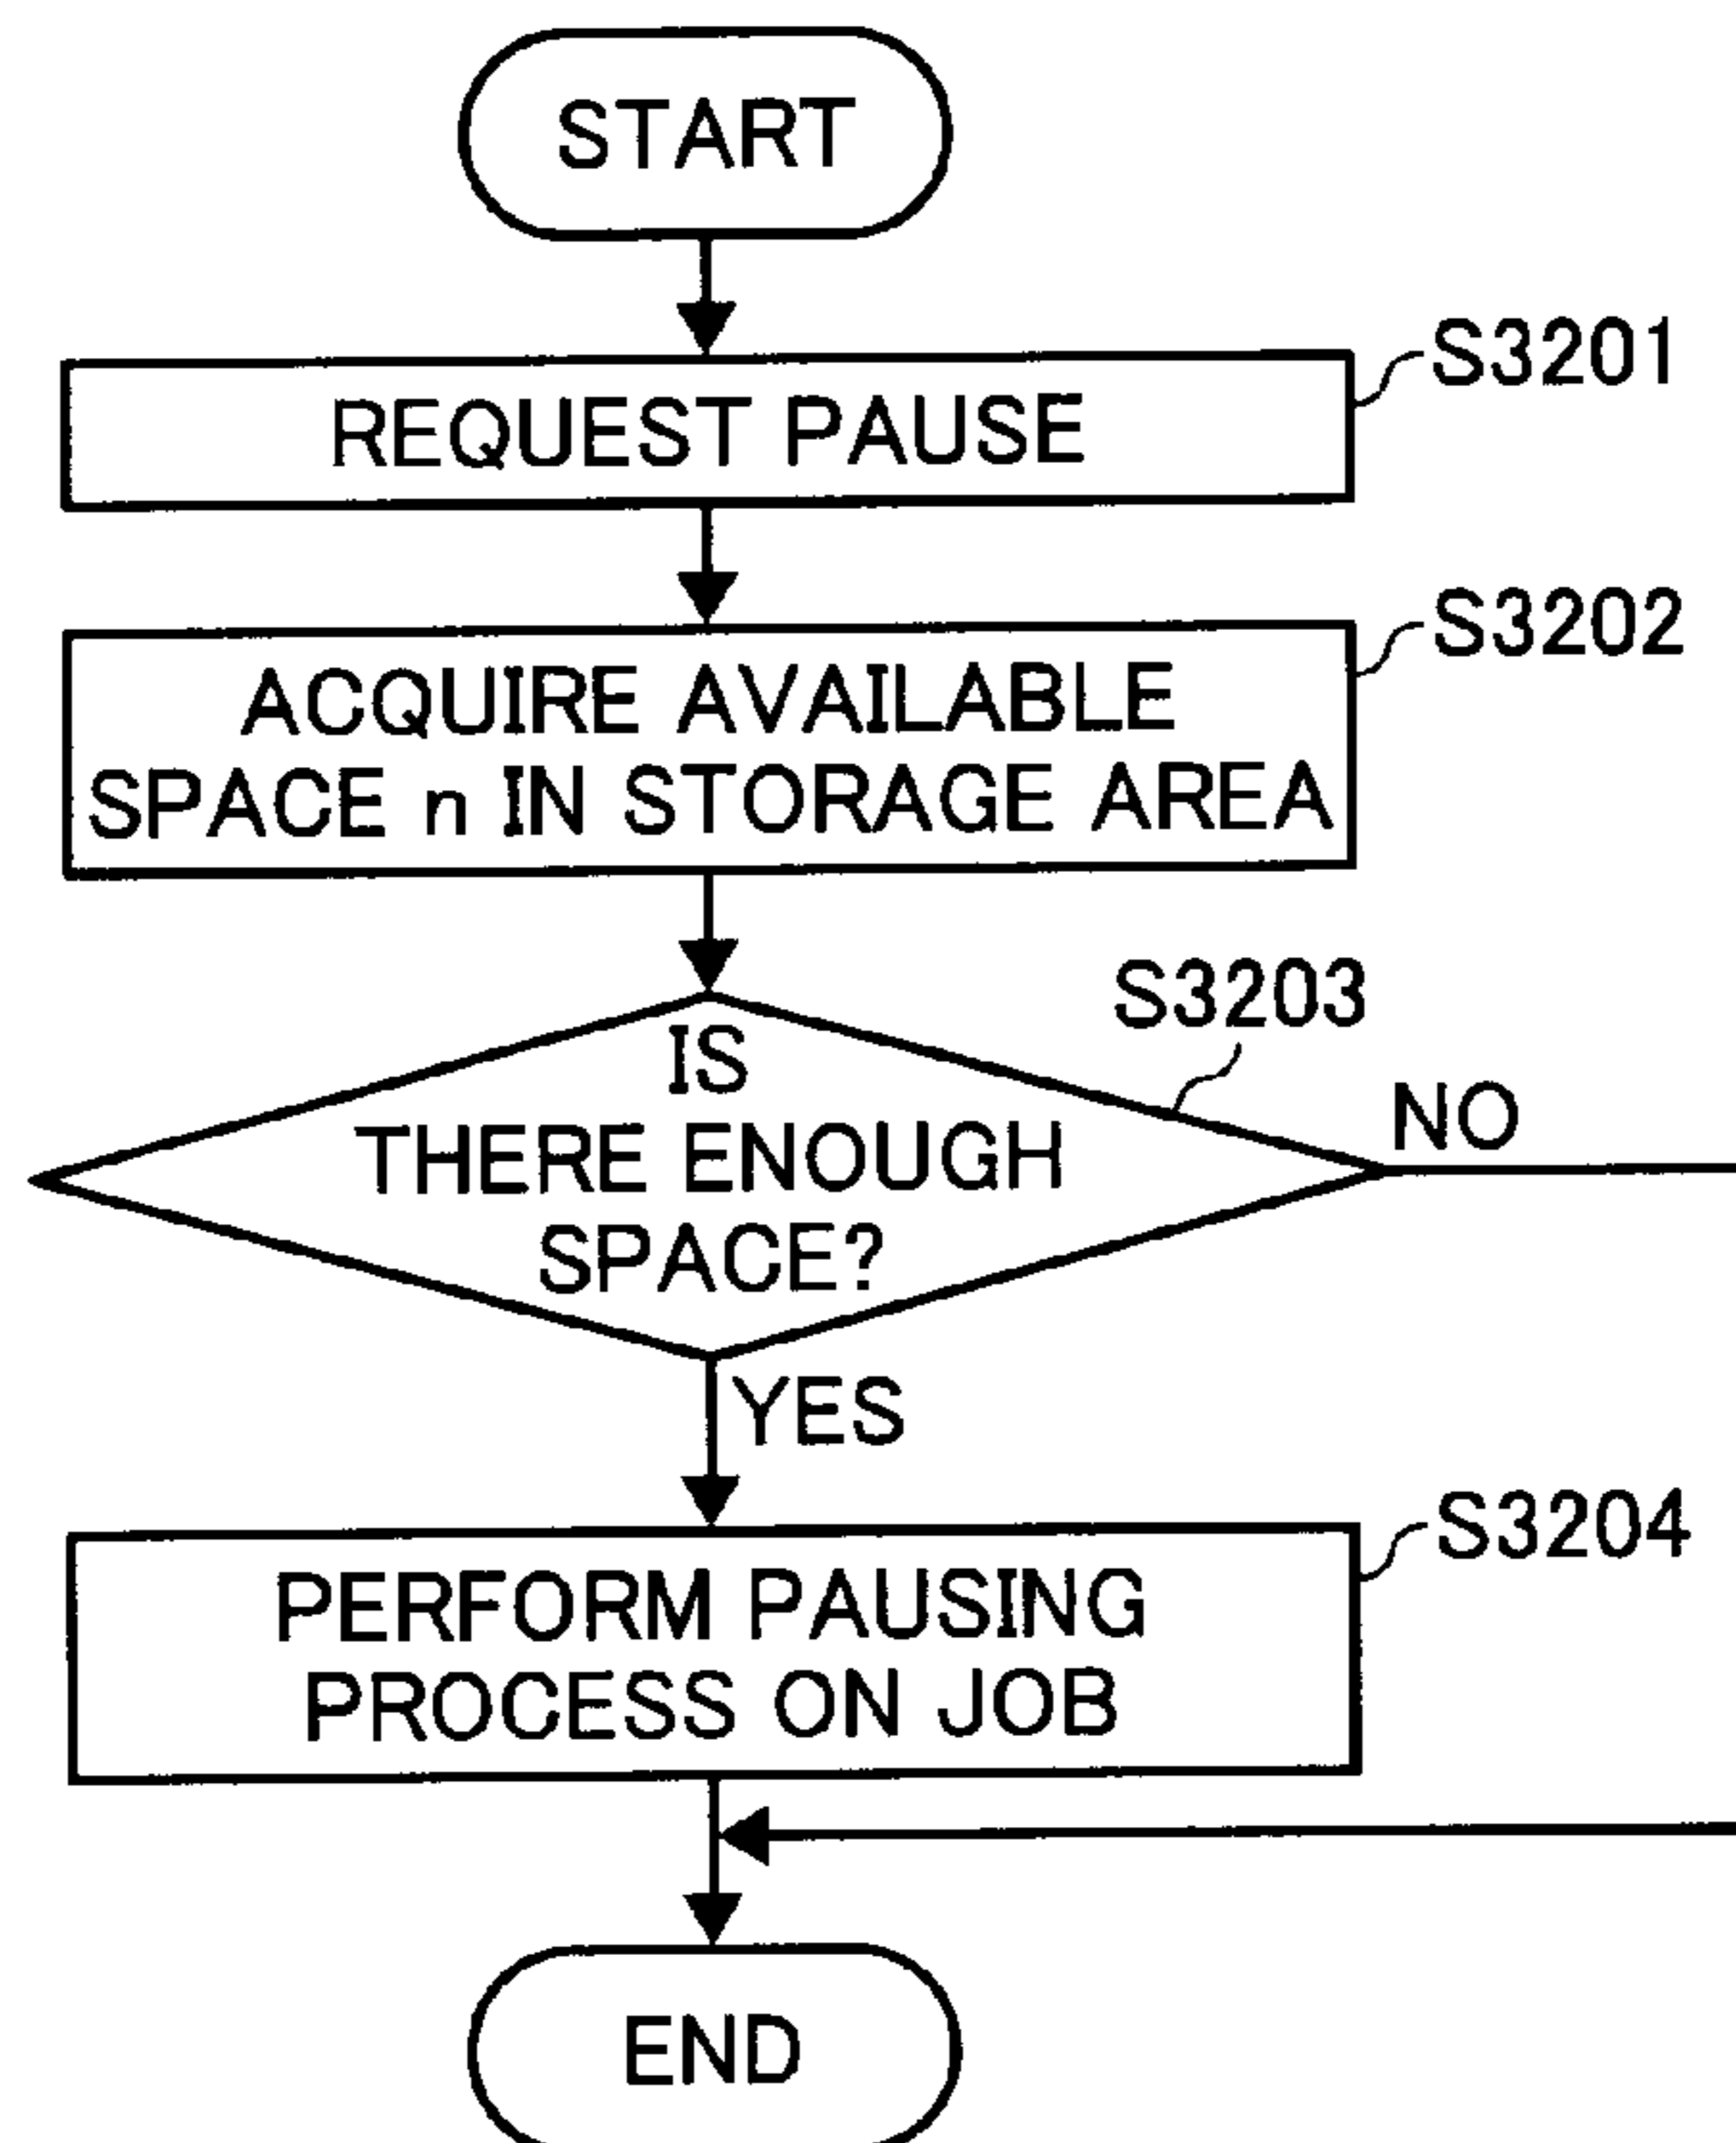 START
S3201
REQUEST PAUSE
S3202
ACQUIRE AVAILABLE
SPACE n IN STORAGE AREA
S3203
IS
THERE ENOUGH
SPACE?
NO
YES
S3204
PERFORM PAUSING
PROCESS ON JOB
END